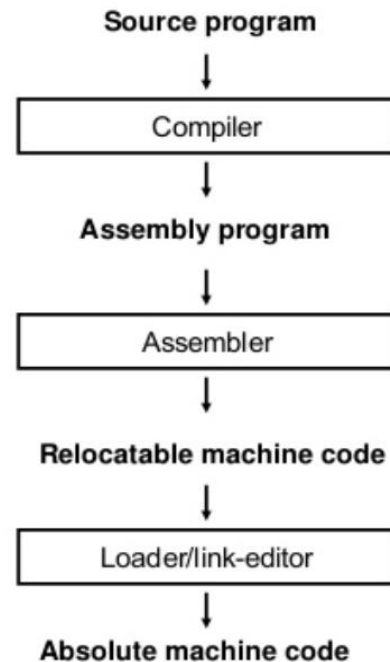 Source program
Compiler
Assembly program
Assembler
Relocatable machine code
Loader/link-editor
Absolute machine code